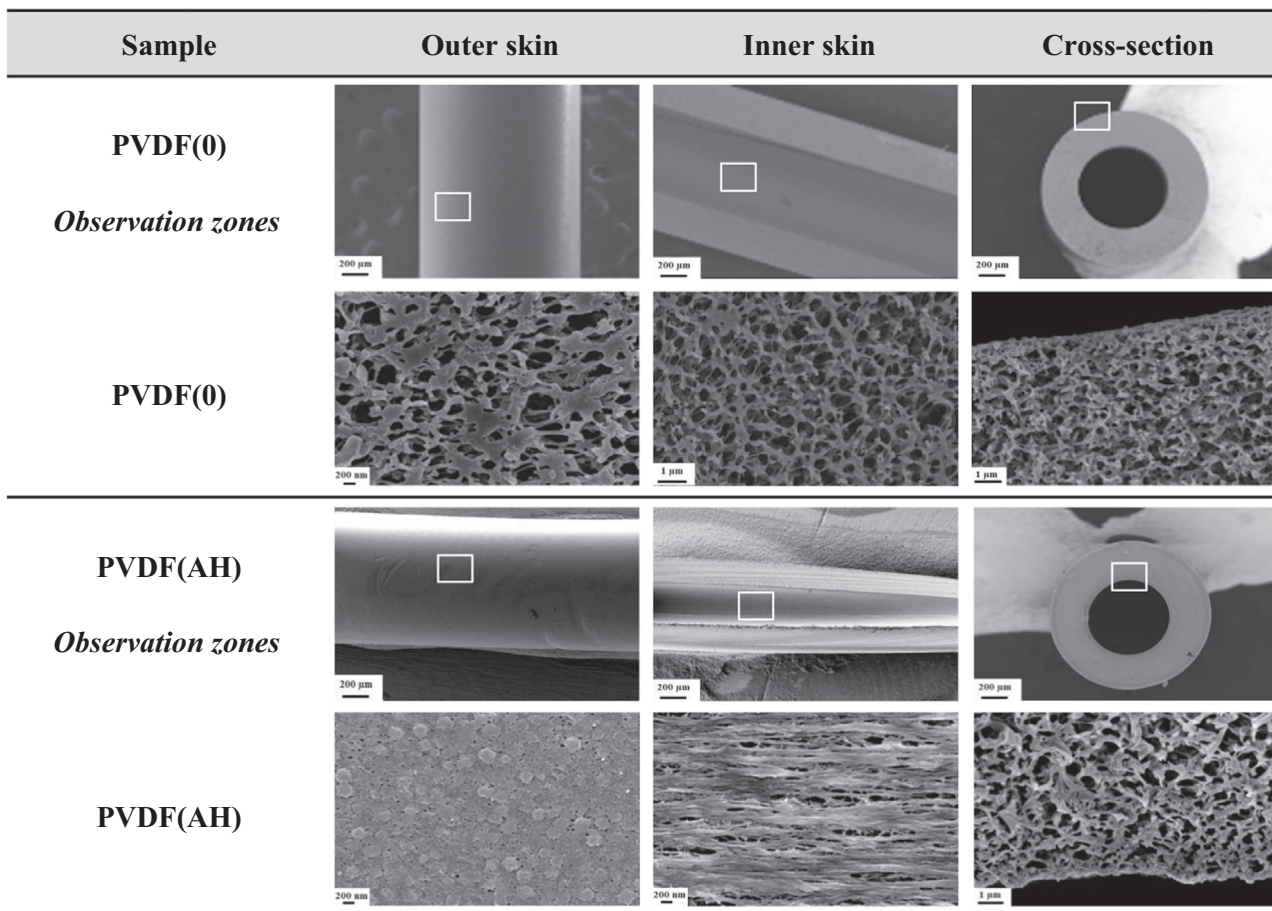 Sample Outer skin Inner skin Cross-section
PVDF(0)
Observation zones
200 µm 200 µm 200 µm
PVDF(0)
200 nm 1 µm 1 µm
PVDF(AH)
Observation zones
200 µm 200 µm 200 µm
PVDF(AH)
200 nm 200 nm 1 µm